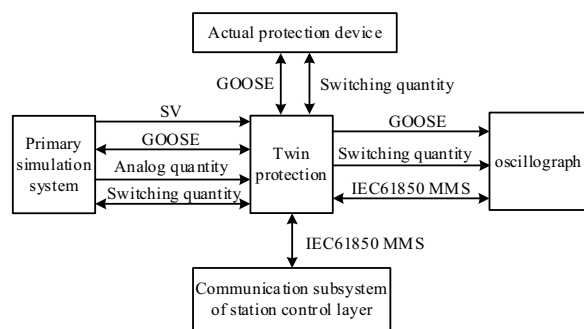 Actual protection device
GOOSE
Switching quantity
SV
GOOSE
Analog quantity
Switching quantity
Primary
simulation
system
Twin
protection
GOOSE
Switching quantity
IEC61850 MMS
oscillograph
IEC61850 MMS
Communication subsystem
of station control layer